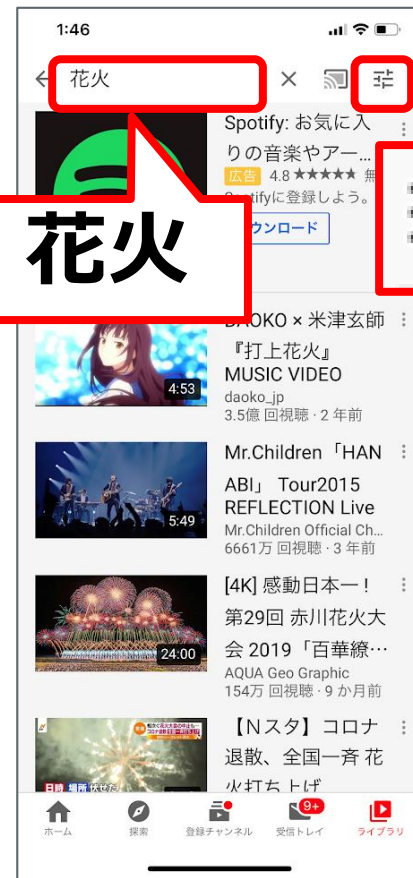 1:46
花火
Spotify: お気に入
りの音楽やアー...
広告 4.8 ★★★★★ 無
Spotifyに登録しよう。
ウンロード
花火
DAOKO × 米津玄師
『打上花火』
MUSIC VIDEO
daoko_jp
3.5億 回視聴・2 年前
4:53
Mr.Children「HAN
ABI」 Tour2015
REFLECTION Live
Mr.Children Official Ch...
6661万 回視聴・3 年前
5:49
[4K] 感動日本一!
第29回 赤川花火大
会 2019「百華繚…
AQUA Geo Graphic
154万 回視聴・9 か月前
24:00
【Nスタ】コロナ
退散、全国一斉 花
火打ち上げ
日時 場所 伏せた
ホーム
探索
登録チャンネル
9+
受信トレイ
ライブラリ